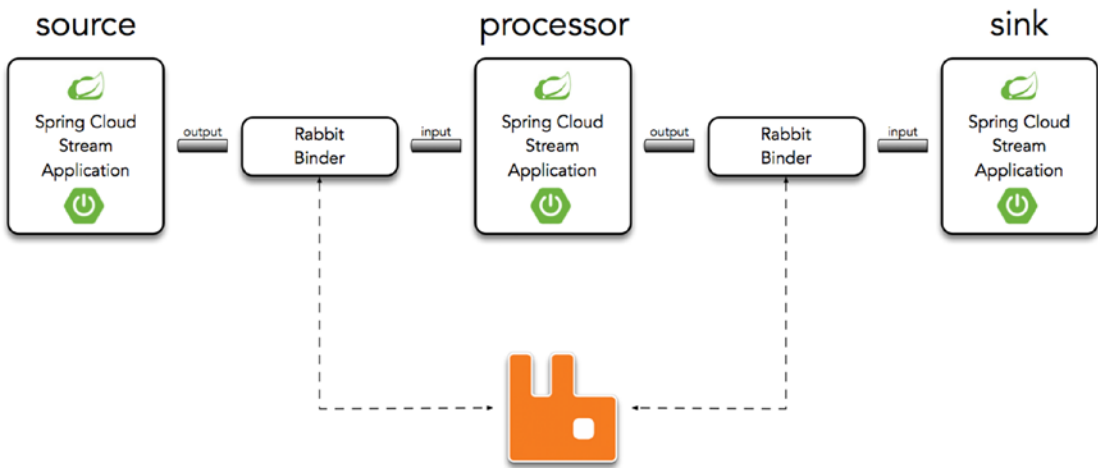 source
processor
sink
Spring Cloud
Stream
Application
output
Rabbit
Binder
input
Spring Cloud
Stream
Application
output
Rabbit
Binder
input
Spring Cloud
Stream
Application